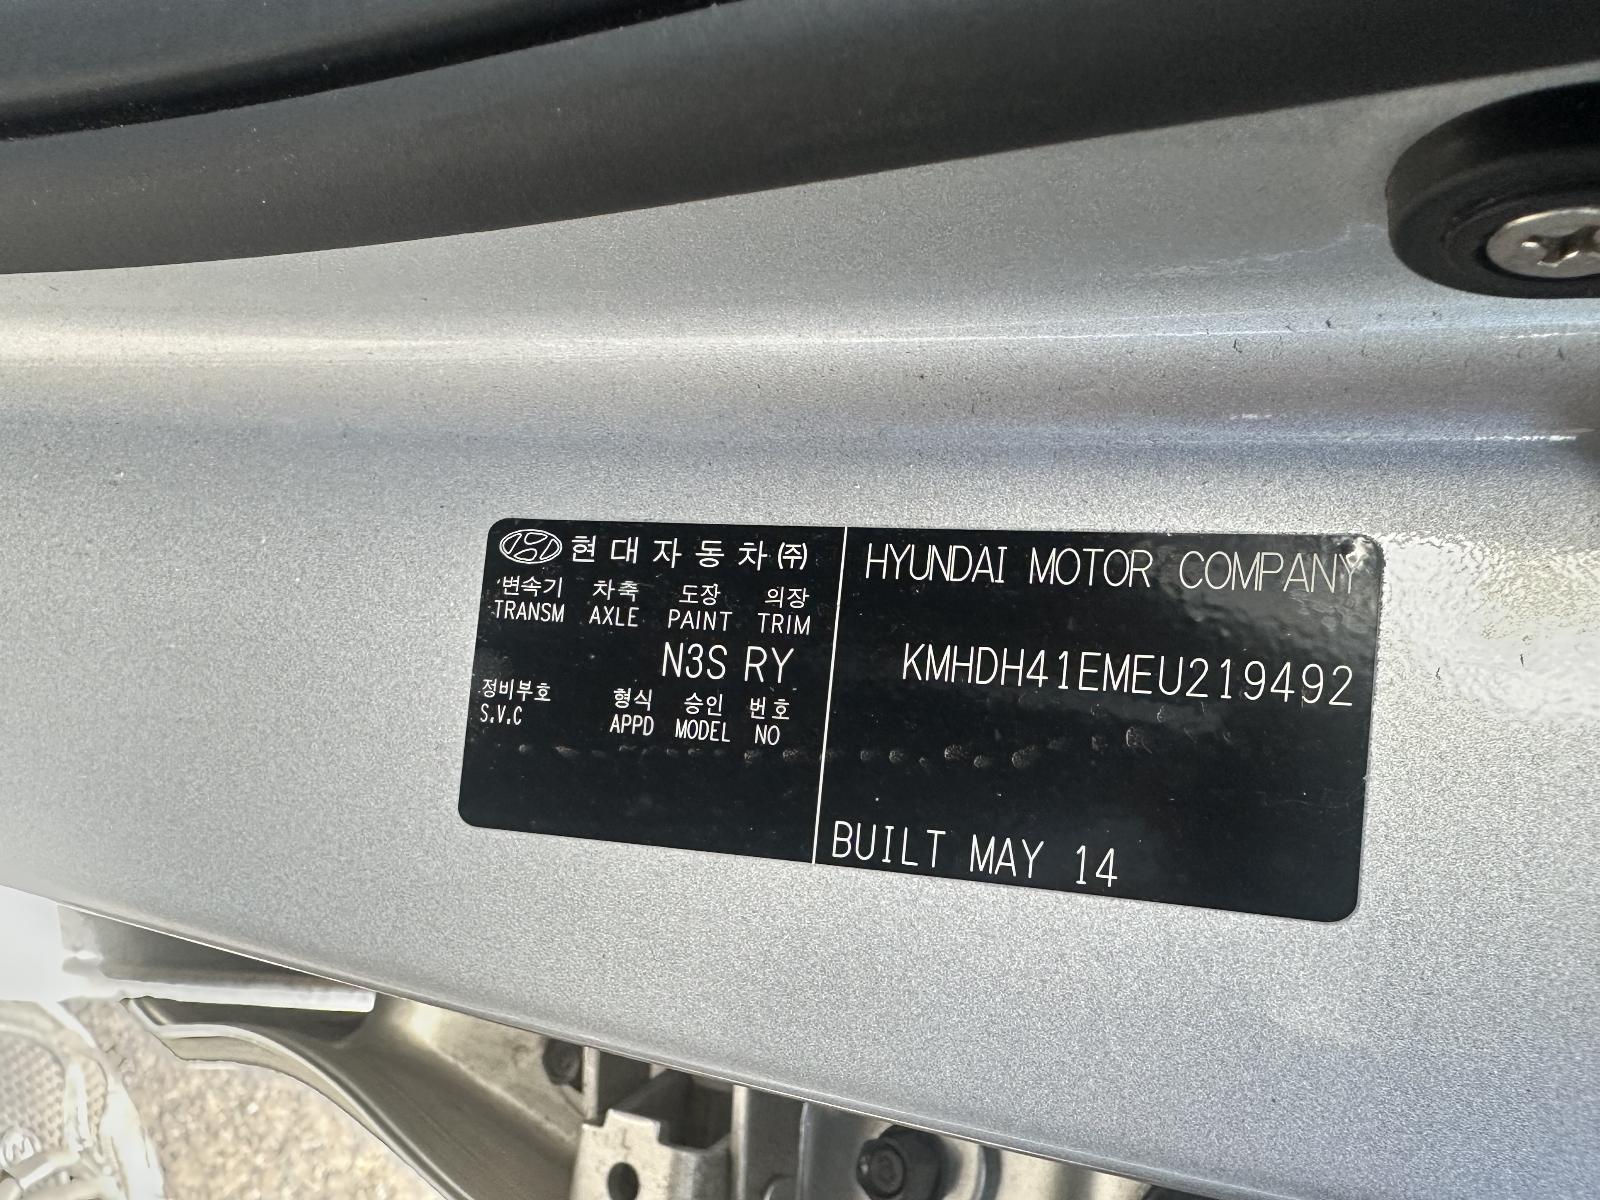 현대자동차㈜
변속기 차축 도장 의장
TRANSM AXLE PAINT TRIM
N3S RY
정비부호 형식 승인 번호
S.V.C APPD MODEL NO
HYUNDAI MOTOR COMPANY
KMHDH41EMEU219492
BUILT MAY 14